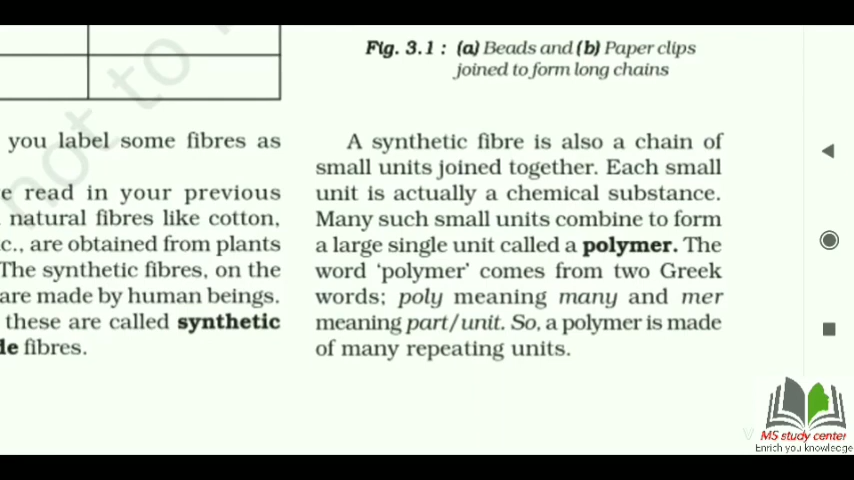 you label some fibres as
e read in your previous
natural fibres like cotton,
c., are obtained from plants
The synthetic fibres, on the
are made by human beings.
these are called synthetic
de fibres.
Fig. 3.1 : (a) Beads and (b) Paper clips
joined to form long chains
A synthetic fibre is also a chain of
small units joined together. Each small
unit is actually a chemical substance.
Many such small units combine to form
a large single unit called a polymer. The
word ‘polymer’ comes from two Greek
words; poly meaning many and mer
meaning part/unit. So, a polymer is made
of many repeating units.
not to
MS study center
Enrich you knowledge